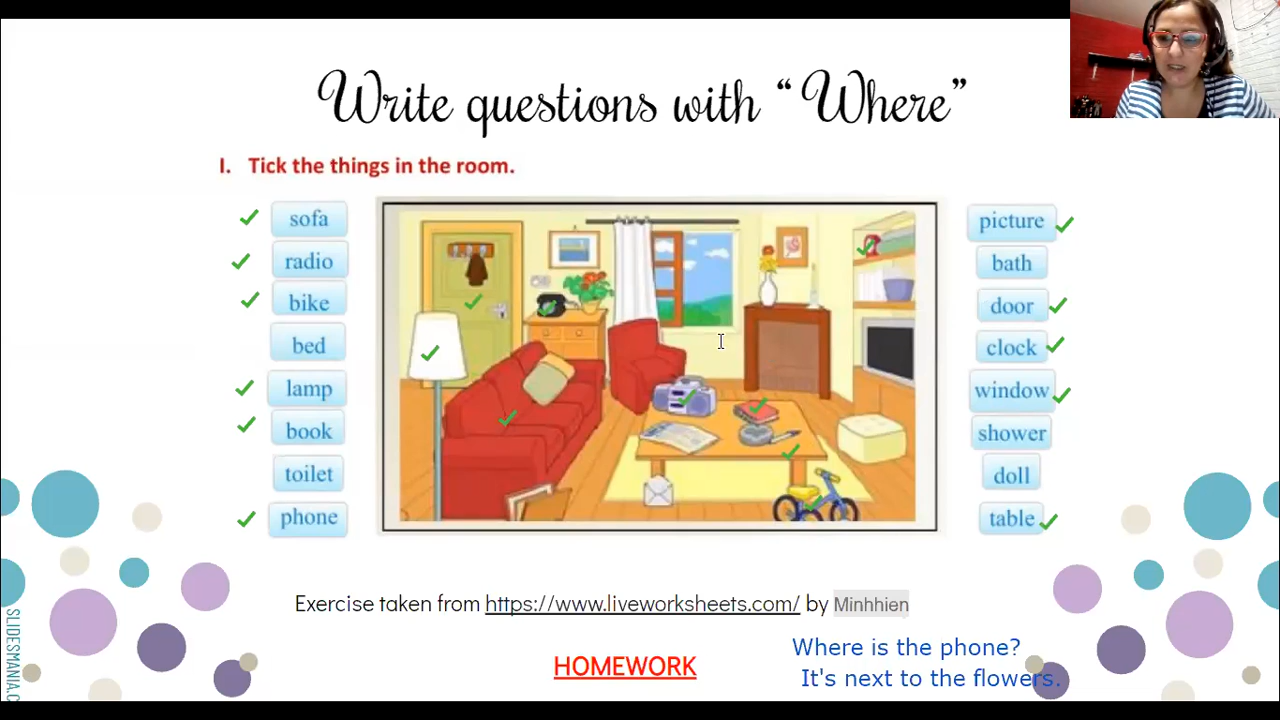 Write questions with “Where”
I. Tick the things in the room.
sofa
radio
bike
bed
lamp
book
toilet
phone
picture
bath
door
clock
window
shower
doll
table
Exercise taken from https://www.liveworksheets.com/ by Minhhien
HOMEWORK
Where is the phone?
It's next to the flowers.
SLIDESMANIA.C